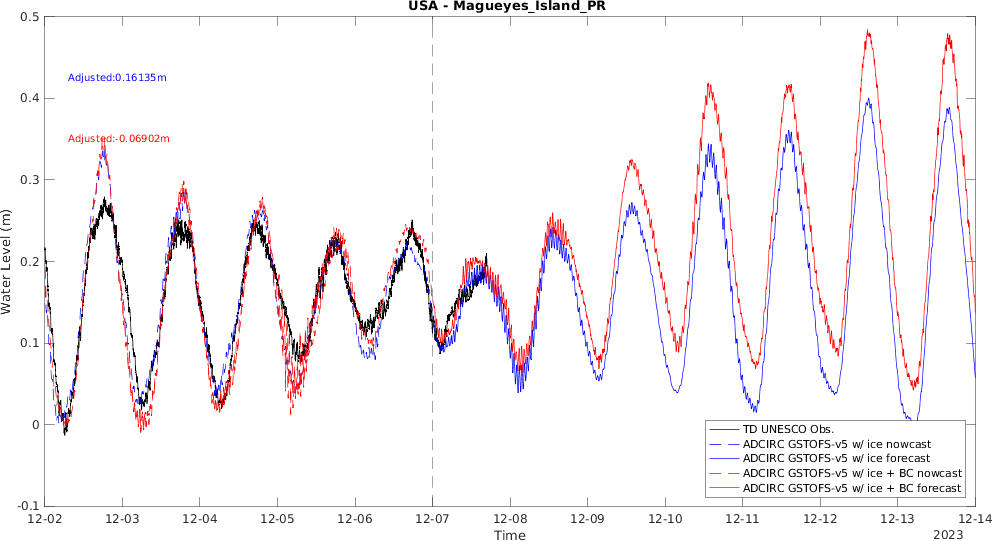 USA - Magueyes_Island_PR
0.5
0.4
0.3
0.2
0.1
0
-0.1
Water Level (m)
Adjusted:0.16135m
Adjusted:-0.06902m
TD UNESCO Obs.
ADCIRC GSTOFS-v5 w/ ice nowcast
ADCIRC GSTOFS-v5 w/ ice forecast
ADCIRC GSTOFS-v5 w/ ice + BC nowcast
ADCIRC GSTOFS-v5 w/ ice + BC forecast
12-02 12-03 12-04 12-05 12-06 12-07 12-08 12-09 12-10 12-11 12-12 12-13 12-14
Time
2023